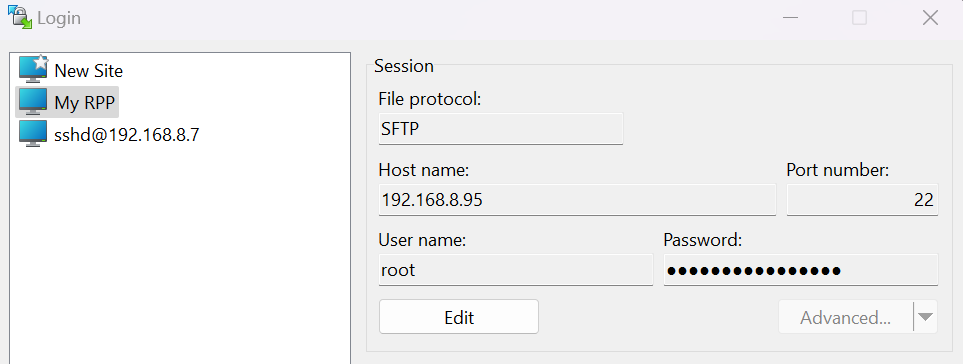 Login
New Site
My RPP
sshd@192.168.8.7
Session
File protocol:
SFTP
Host name:
Port number:
192.168.8.95
22
User name:
Password:
root
●●●●●●●●●●●●●●●●
Edit
Advanced...